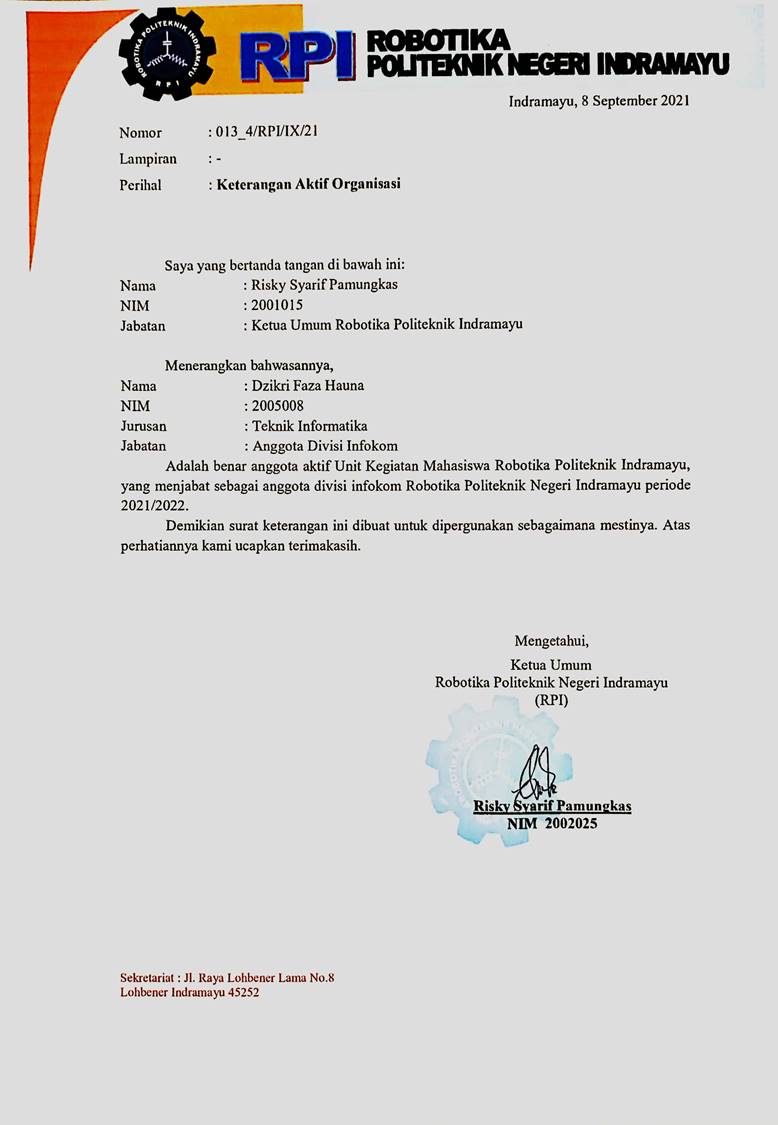 ROBOTIKA POLITEKNIK INDRAMAYU
RPI
RPI
ROBOTIKA
POLITEKNIK NEGERI INDRAMAYU
Indramayu, 8 September 2021
Nomor : 013_4/RPI/IX/21
Lampiran : -
Perihal : Keterangan Aktif Organisasi
Saya yang bertanda tangan di bawah ini:
Nama : Risky Syarif Pamungkas
NIM : 2001015
Jabatan : Ketua Umum Robotika Politeknik Indramayu
Menerangkan bahwasannya,
Nama : Dzikri Faza Hauna
NIM : 2005008
Jurusan : Teknik Informatika
Jabatan : Anggota Divisi Infokom
Adalah benar anggota aktif Unit Kegiatan Mahasiswa Robotika Politeknik Indramayu,
yang menjabat sebagai anggota divisi infokom Robotika Politeknik Negeri Indramayu periode
2021/2022.
Demikian surat keterangan ini dibuat untuk dipergunakan sebagaimana mestinya. Atas
perhatiannya kami ucapkan terimakasih.
Mengetahui,
Ketua Umum
Robotika Politeknik Negeri Indramayu
(RPI)
Risky Syarif Pamungkas
NIM 2002025
Sekretariat : Jl. Raya Lohbener Lama No.8
Lohbener Indramayu 45252